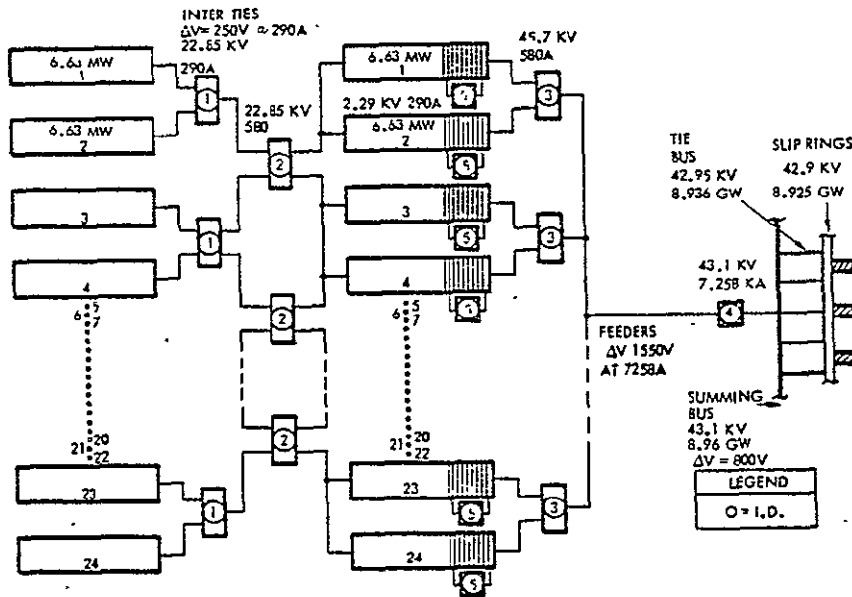 INTER TIES
ΔV= 250V ≈ 290A
22.85 KV
290A
6.63 MW
1
6.63 MW
2
3
4
5
6
7
20
21
22
23
24
1
1
1
22.85 KV
580
2
2
2
6.63 MW
1
2.29 KV 290A
6.63 MW
2
5
3
5
4
5
6
7
20
21
22
23
5
24
5
45.7 KV
580A
3
3
3
FEEDERS
ΔV 1550V
AT 7258A
43.1 KV
7.258 KA
4
TIE
BUS
42.95 KV
8.936 GW
SLIP RINGS
42.9 KV
8.925 GW
SUMMING
BUS
43.1 KV
8.96 GW
ΔV = 800V
LEGEND
O = I.D.